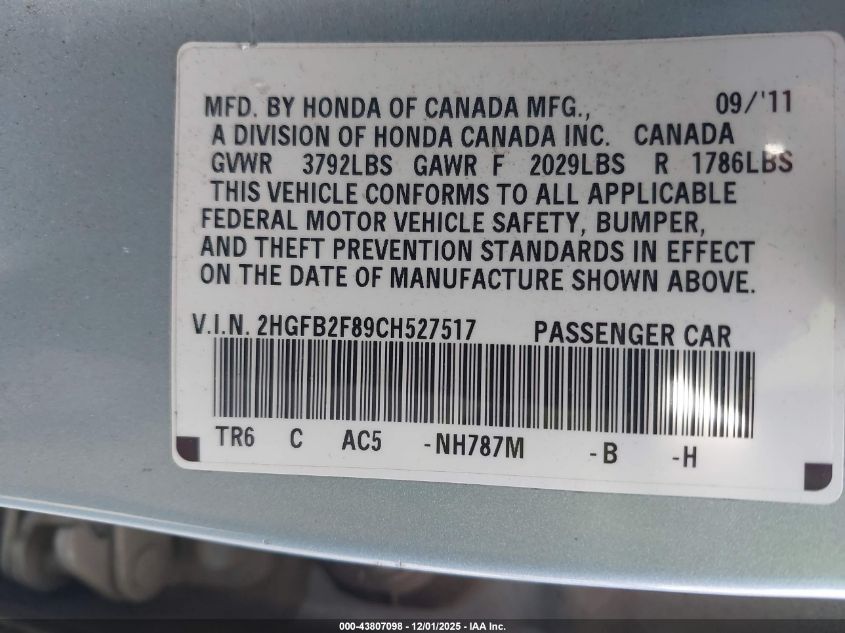 MFD. BY HONDA OF CANADA MFG., 09/'11
A DIVISION OF HONDA CANADA INC. CANADA
GVWR 3792LBS GAWR F 2029LBS R 1786LBS
THIS VEHICLE CONFORMS TO ALL APPLICABLE
FEDERAL MOTOR VEHICLE SAFETY, BUMPER,
AND THEFT PREVENTION STANDARDS IN EFFECT
ON THE DATE OF MANUFACTURE SHOWN ABOVE.
V.I.N. 2HGFB2F89CH527517 PASSENGER CAR
TR6 C AC5 -NH787M -B -H
000-43807098 - 12/01/2025 - IAA Inc.